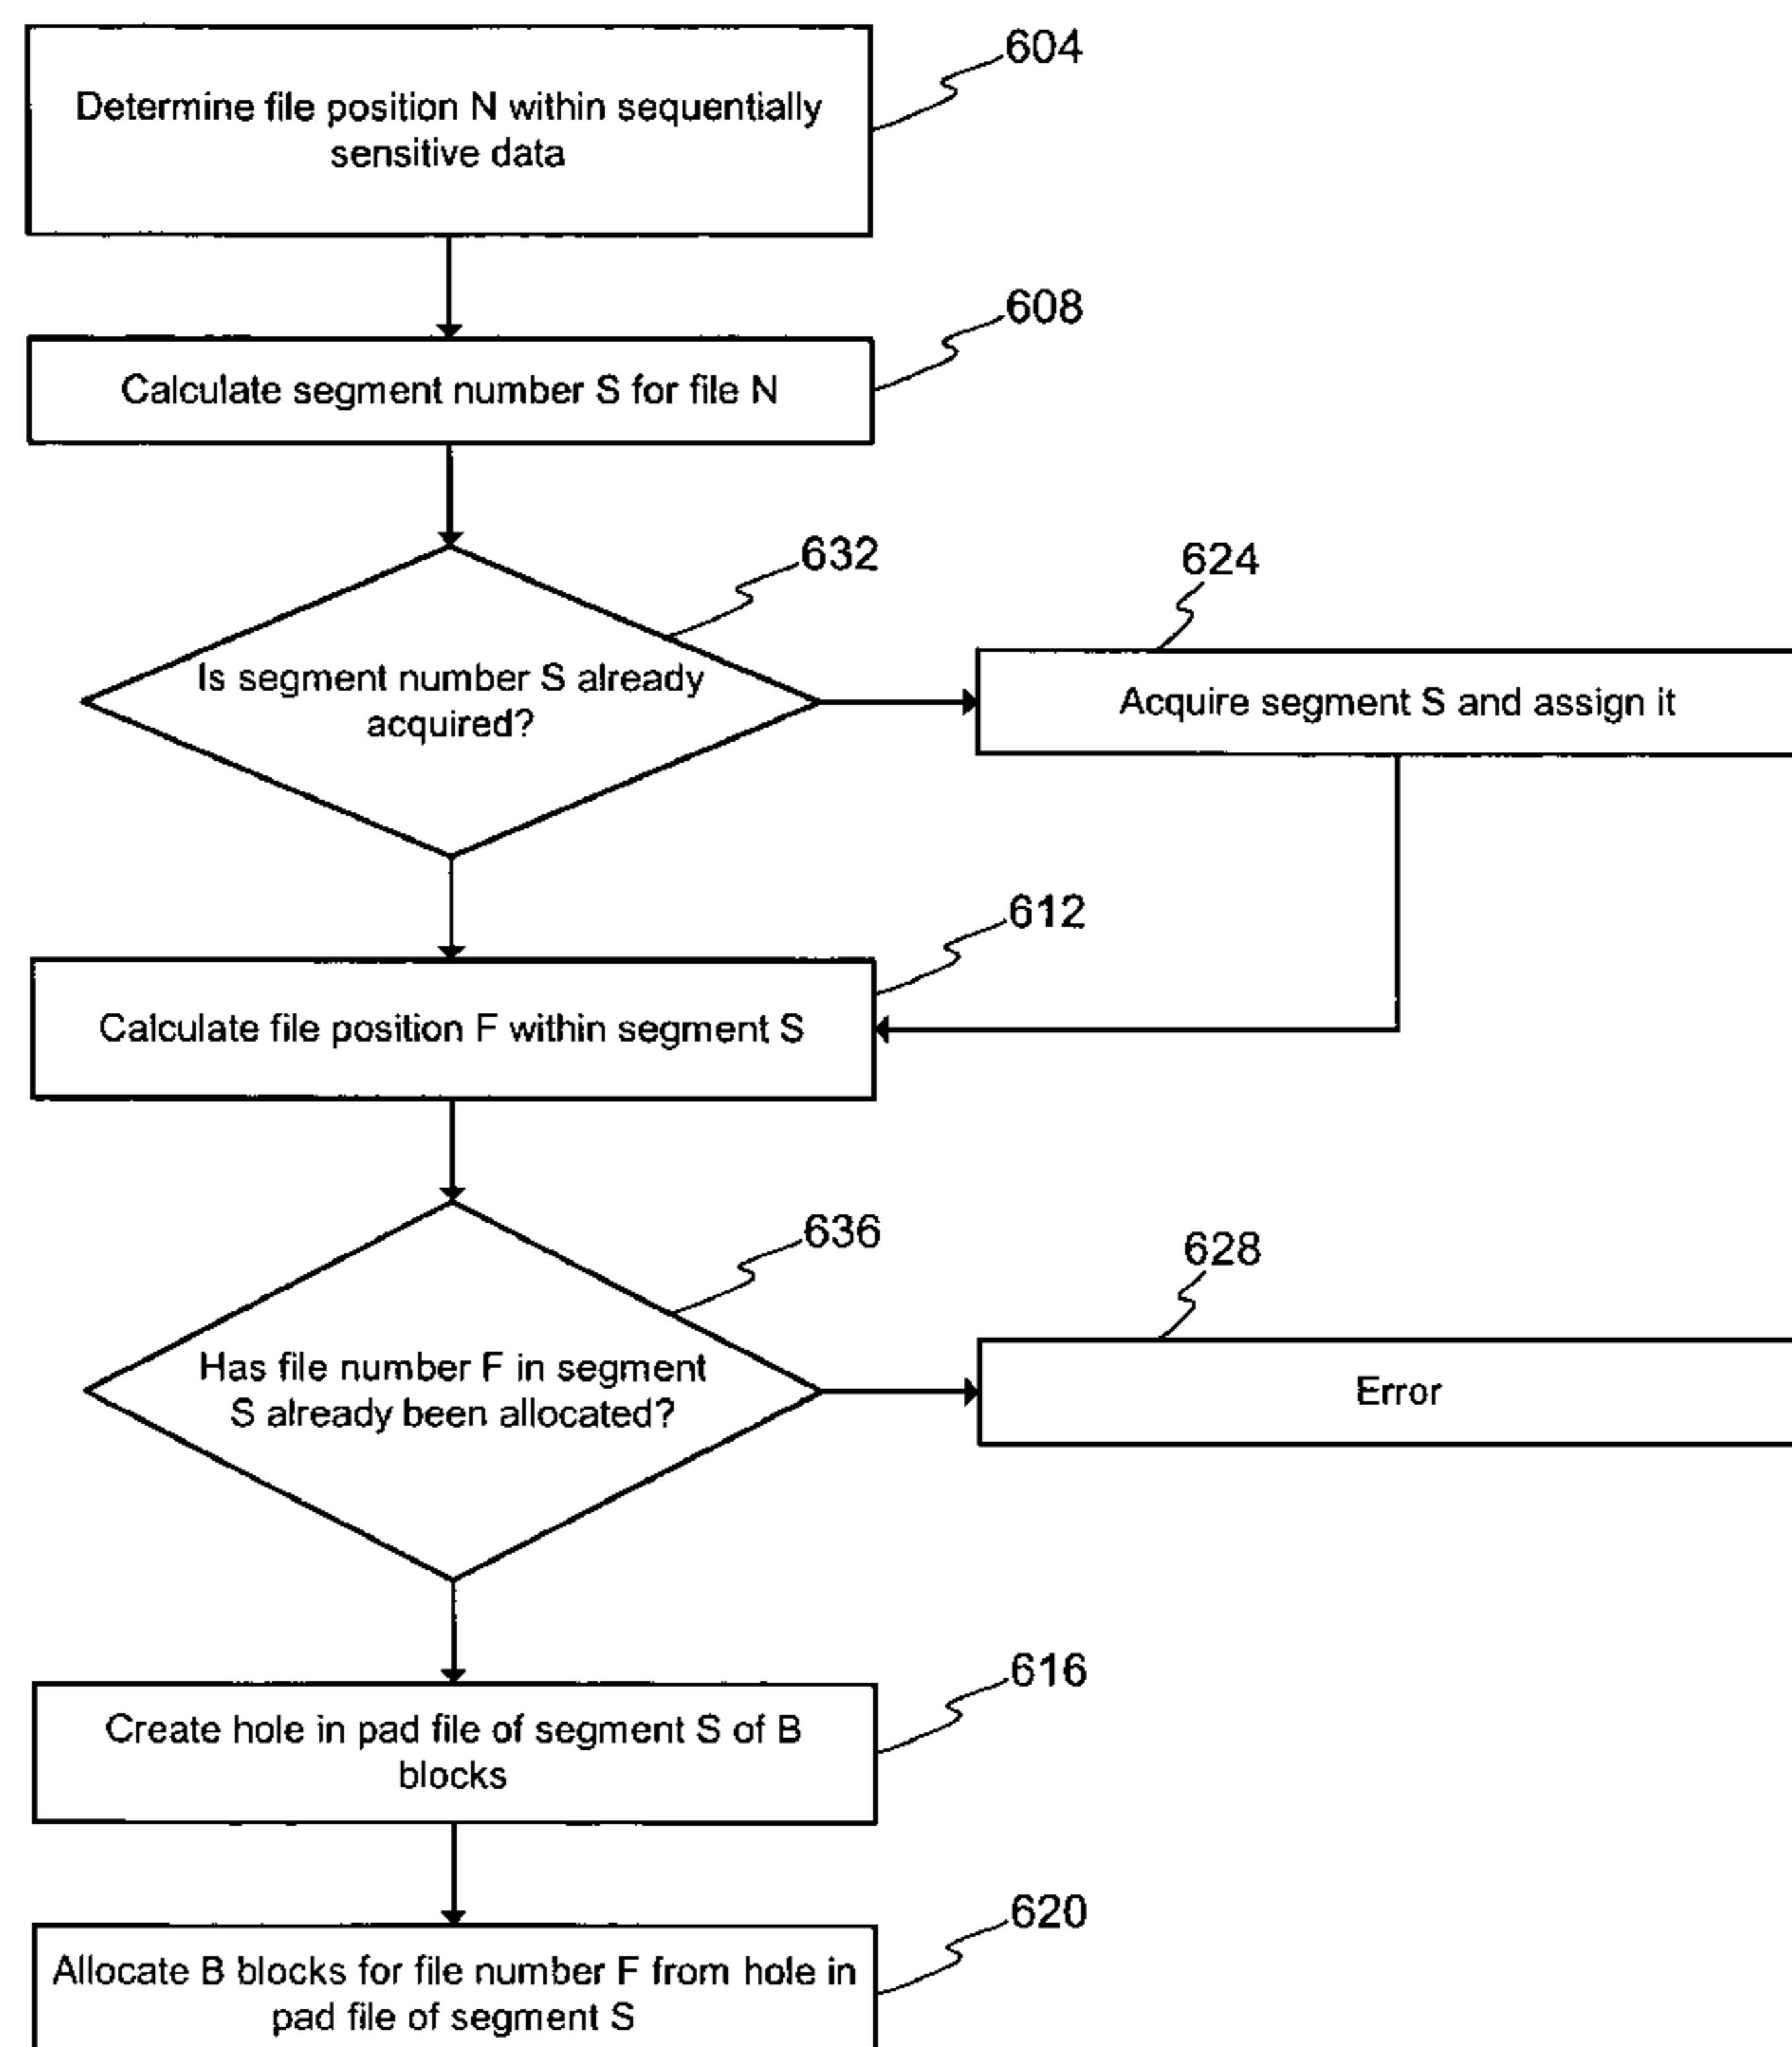 604
Determine file position N within sequentially
sensitive data
608
Calculate segment number S for file N
632
624
Is segment number S already
acquired?
Acquire segment S and assign it
612
Calculate file position F within segment S
636
628
Has file number F in segment
S already been allocated?
Error
616
Create hole in pad file of segment S of B
blocks
620
Allocate B blocks for file number F from hole in
pad file of segment S